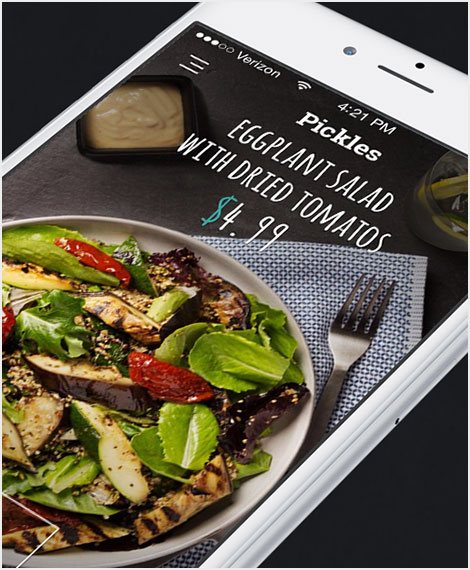 Verizon
4:21 PM
Pickles
EGGPLANT SALAD
WITH DRIED TOMATOS
$4.99